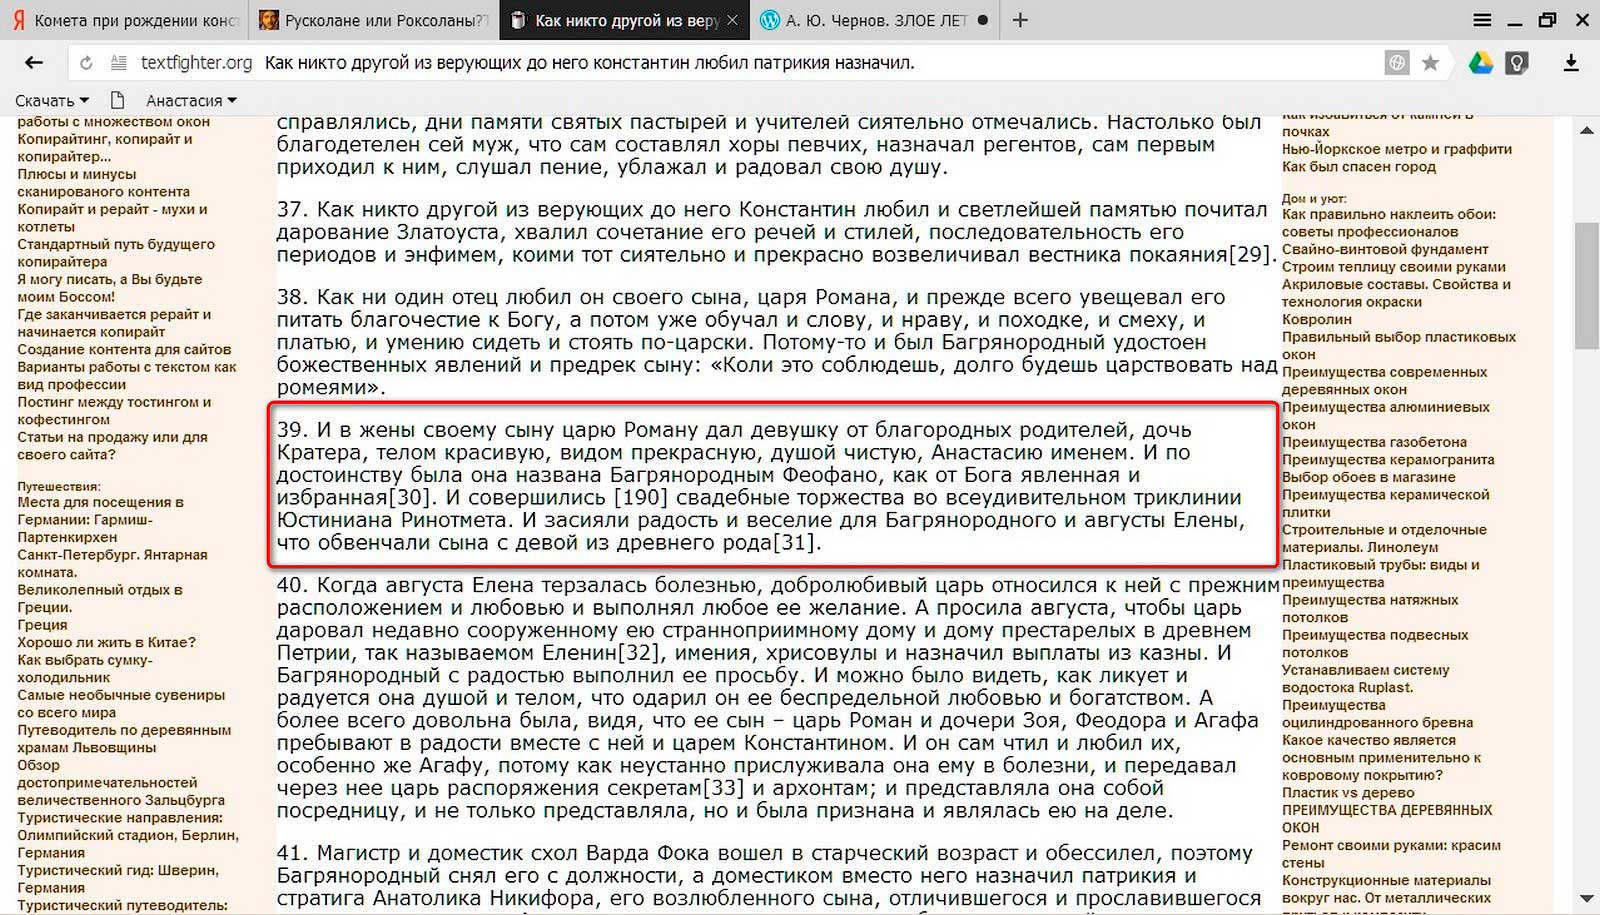 Комета при рождении конс
Русколане или Роксоланы?
Как никто другой из веру
А. Ю. Чернов. ЗЛОЕ ЛЕТ
textfighter.org Как никто другой из верующих до него константин любил патрикия назначил.
Скачать
Анастасия
работы с множеством окон
Копирайтинг, копирайт и
копирайтер...
Плюсы и минусы
сканированого контента
Копирайт и рерайт - мухи и
котлеты
Стандартный путь будущего
копирайтера
Я могу писать, а Вы будьте
моим Боссом!
Где заканчивается рерайт и
начинается копирайт
Создание контента для сайтов
Варианты работы с текстом как
вид профессии
Постинг между тостингом и
кофестингом
Статьи на продажу или для
своего сайта?
Путешествия:
Места для посещения в
Германии: Гармиш-
Партенкирхен
Санкт-Петербург. Янтарная
комната.
Великолепный отдых в
Греции.
Греция
Хорошо ли жить в Китае?
Как выбрать сумку-
холодильник
Самые необычные сувениры
со всего мира
Путеводитель по деревянным
храмам Львовщины
Обзор
достопримечательностей
величественного Зальцбурга
Туристические направления:
Олимпийский стадион, Берлин,
Германия
Туристический гид: Шверин,
Германия
Туристический путеводитель:
справлялись, дни памяти святых пастырей и учителей сиятельно отмечались. Настолько был
благодетелен сей муж, что сам составлял хоры певчих, назначал регентов, сам первым
приходил к ним, слушал пение, ублажал и радовал свою душу.
37. Как никто другой из верующих до него Константин любил и светлейшей памятью почитал
дарование Златоуста, хвалил сочетание его речей и стилей, последовательность его
периодов и энфимем, коими тот сиятельно и прекрасно возвеличивал вестника покаяния[29].
38. Как ни один отец любил он своего сына, царя Романа, и прежде всего увещевал его
питать благочестие к Богу, а потом уже обучал и слову, и нраву, и походке, и смеху, и
платью, и умению сидеть и стоять по-царски. Потому-то и был Багрянородный удостоен
божественных явлений и предрек сыну: «Коли это соблюдешь, долго будешь царствовать над
ромеями».
39. И в жены своему сыну царю Роману дал девушку от благородных родителей, дочь
Кратера, телом красивую, видом прекрасную, душой чистую, Анастасию именем. И по
достоинству была она названа Багрянородным Феофано, как от Бога явленная и
избранная[30]. И совершились [190] свадебные торжества во всеудивительном триклинии
Юстиниана Ринотмета. И засияли радость и веселие для Багрянородного и августы Елены,
что обвенчали сына с девой из древнего рода[31].
40. Когда августа Елена терзалась болезнью, добролюбивый царь относился к ней с прежним
расположением и любовью и выполнял любое ее желание. А просила августа, чтобы царь
даровал недавно сооруженному ею странноприимному дому и дому престарелых в древнем
Петрии, так называемом Еленин[32], имения, хрисовулы и назначил выплаты из казны. И
Багрянородный с радостью выполнил ее просьбу. И можно было видеть, как ликует и
радуется она душой и телом, что одарил он ее беспредельной любовью и богатством. А
более всего довольна была, видя, что ее сын – царь Роман и дочери Зоя, Феодора и Агафа
пребывают в радости вместе с ней и царем Константином. И он сам чтил и любил их,
особенно же Агафу, потому как неустанно прислуживала она ему в болезни, и передавал
через нее царь распоряжения секретам[33] и архонтам; и представляла она собой
посредницу, и не только представляла, но и была признана и являлась ею на деле.
41. Магистр и доместик схол Варда Фока вошел в старческий возраст и обессилел, поэтому
Багрянородный снял его с должности, а доместиком вместо него назначил патрикия и
стратига Анатолика Никифора, его возлюбленного сына, отличившегося и прославившегося
Как избавиться от камней в
почках
Нью-Йоркское метро и граффити
Как был спасен город
Дом и уют:
Как правильно наклеить обои:
советы профессионалов
Свайно-винтовой фундамент
Строим теплицу своими руками
Акриловые составы. Свойства и
технология окраски
Ковролин
Правильный выбор пластиковых
окон
Преимущества современных
деревянных окон
Преимущества алюминиевых
окон
Преимущества газобетона
Преимущества керамогранита
Выбор обоев в магазине
Преимущества керамической
плитки
Строительные и отделочные
материалы. Линолеум
Пластиковый трубы: виды и
преимущества
Преимущества натяжных
потолков
Преимущества подвесных
потолков
Устанавливаем систему
водостока Ruplast.
Преимущества
оцилиндрованного бревна
Какое качество является
основным применительно к
ковровому покрытию?
Пластик vs дерево
ПРЕИМУЩЕСТВА ДЕРЕВЯННЫХ
ОКОН
Ремонт своими руками: красим
стены
Конструкционные материалы
вокруг нас. От металлических